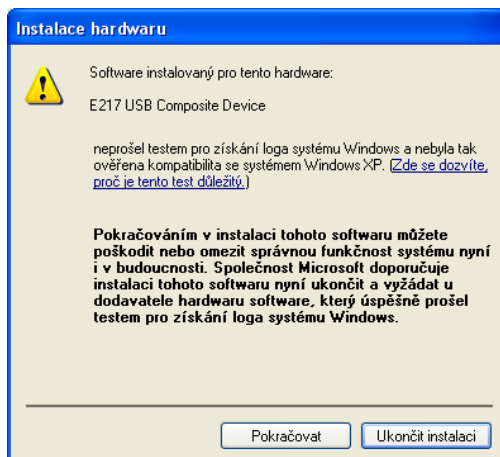 Instalace hardwaru
Software instalovaný pro tento hardware:
E217 USB Composite Device
neprošel testem pro získání loga systému Windows a nebyla tak
ověřena kompatibilita se systémem Windows XP. (Zde se dozvíte,
proč je tento test důležitý.)
Pokračováním v instalaci tohoto softwaru můžete
poškodit nebo omezit správnou funkčnost systému nyní
i v budoucnosti. Společnost Microsoft doporučuje
instalaci tohoto softwaru nyní ukončit a vyžádat u
dodavatele hardwaru software, který úspěšně prošel
testem pro získání loga systému Windows.
Pokračovat Ukončit instalaci